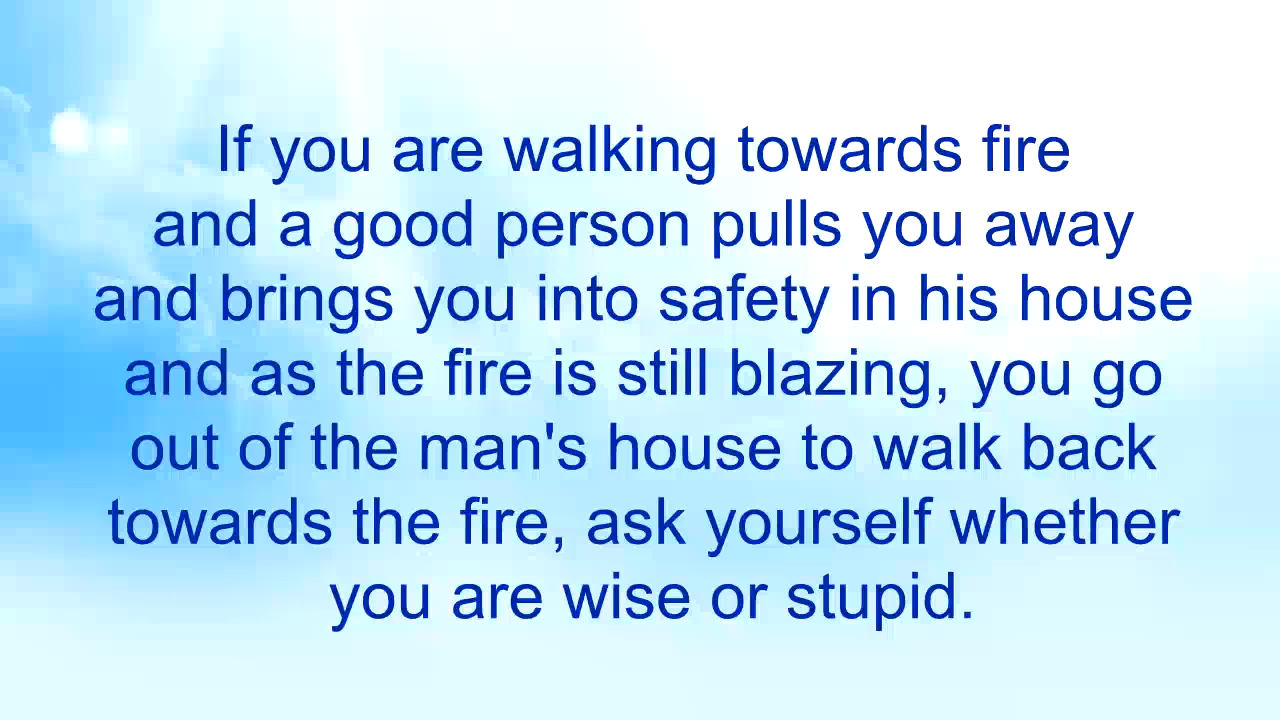 If you are walking towards fire
and a good person pulls you away
and brings you into safety in his house
and as the fire is still blazing, you go
out of the man's house to walk back
towards the fire, ask yourself whether
you are wise or stupid.